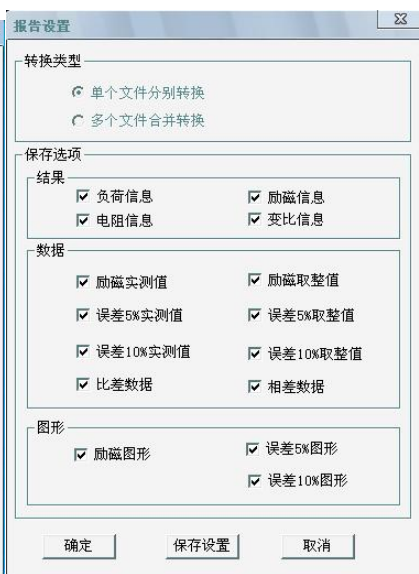 报告设置
转换类型
单个文件分别转换
多个文件合并转换
保存选项
结果
负荷信息 励磁信息
电阻信息 变比信息
数据
励磁实测值 励磁取整值
误差5%实测值 误差5%取整值
误差10%实测值 误差10%取整值
比差数据 相差数据
图形
励磁图形 误差5%图形
误差10%图形
确定 保存设置 取消